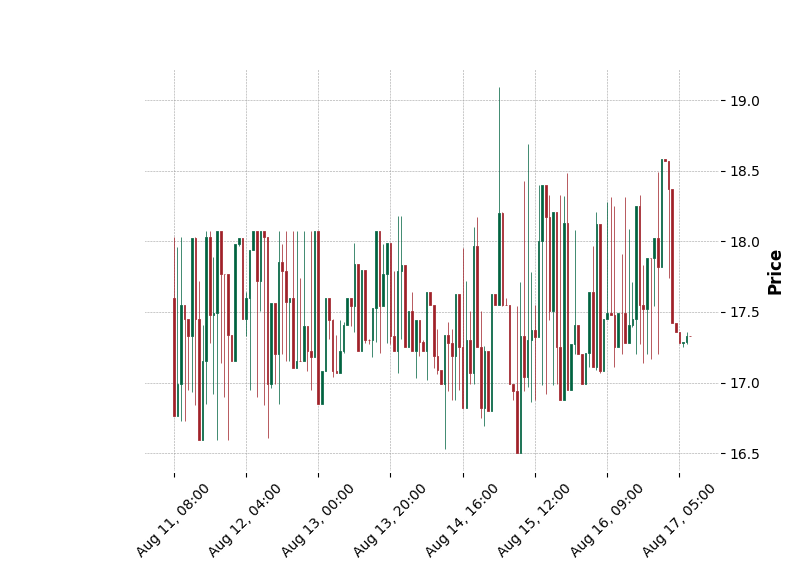 19.0
18.5
18.0
17.5
17.0
16.5
Price
Aug 11, 08:00
Aug 12, 04:00
Aug 13, 00:00
Aug 13, 20:00
Aug 14, 16:00
Aug 15, 12:00
Aug 16, 09:00
Aug 17, 05:00